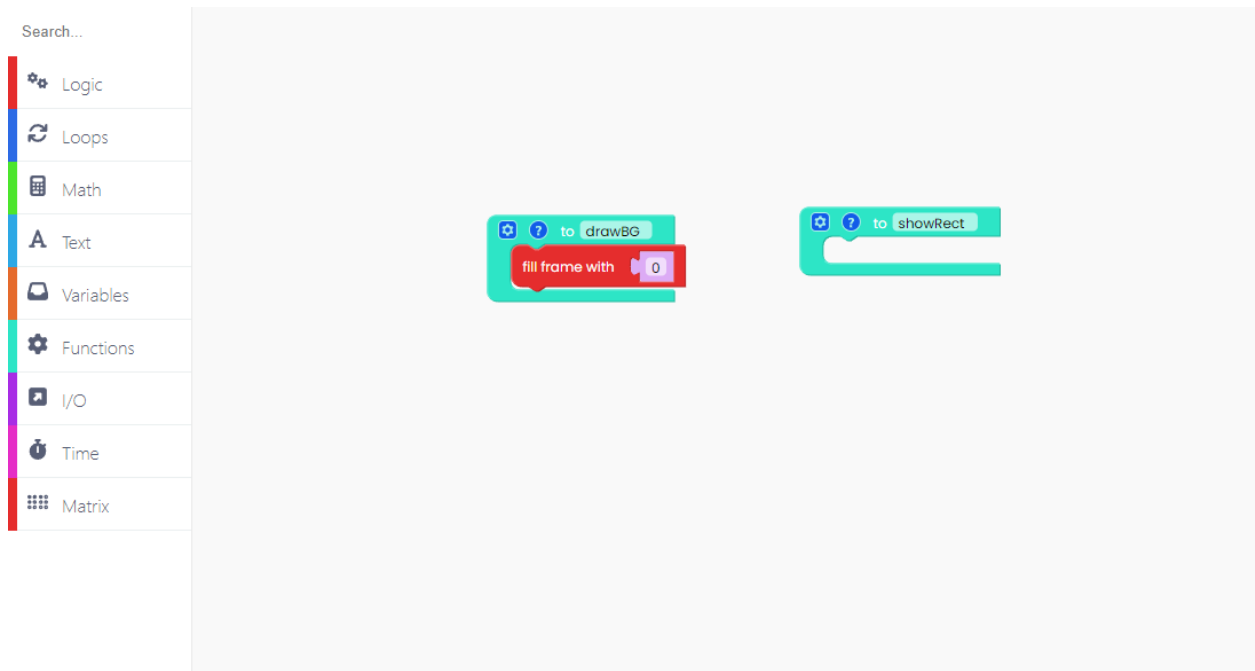 Search...
Logic
Loops
Math
Text
Variables
Functions
I/O
Time
Matrix
? to drawBG
fill frame with 0
? to showRect